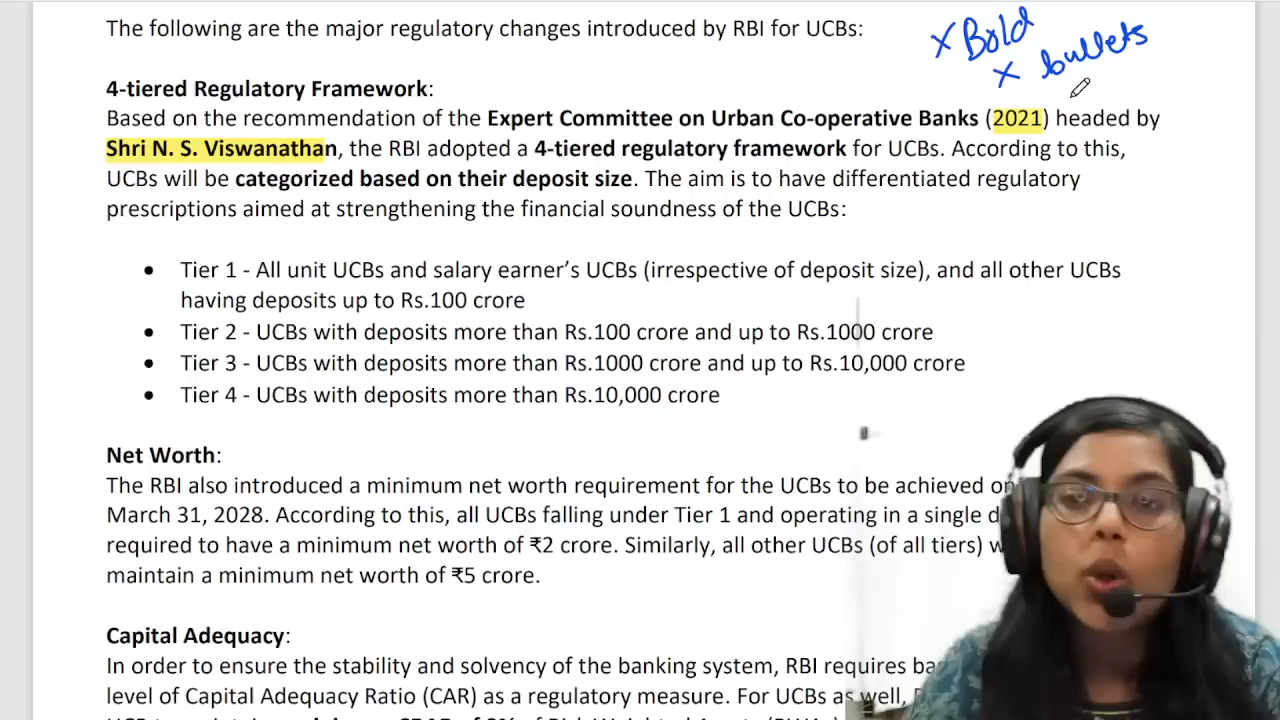 The following are the major regulatory changes introduced by RBI for UCBs:
x Bold
x bullets
4-tiered Regulatory Framework:
Based on the recommendation of the Expert Committee on Urban Co-operative Banks (2021) headed by
Shri N. S. Viswanathan, the RBI adopted a 4-tiered regulatory framework for UCBs. According to this,
UCBs will be categorized based on their deposit size. The aim is to have differentiated regulatory
prescriptions aimed at strengthening the financial soundness of the UCBs:
• Tier 1 - All unit UCBs and salary earner's UCBs (irrespective of deposit size), and all other UCBs
having deposits up to Rs.100 crore
• Tier 2 - UCBs with deposits more than Rs.100 crore and up to Rs.1000 crore
• Tier 3 - UCBs with deposits more than Rs.1000 crore and up to Rs.10,000 crore
• Tier 4 - UCBs with deposits more than Rs.10,000 crore
Net Worth:
The RBI also introduced a minimum net worth requirement for the UCBs to be achieved
March 31, 2028. According to this, all UCBs falling under Tier 1 and operating in a single
required to have a minimum net worth of ₹2 crore. Similarly, all other UCBs (of all tiers)
maintain a minimum net worth of ₹5 crore.
Capital Adequacy:
In order to ensure the stability and solvency of the banking system, RBI requires
level of Capital Adequacy Ratio (CAR) as a regulatory measure. For UCBs as well,